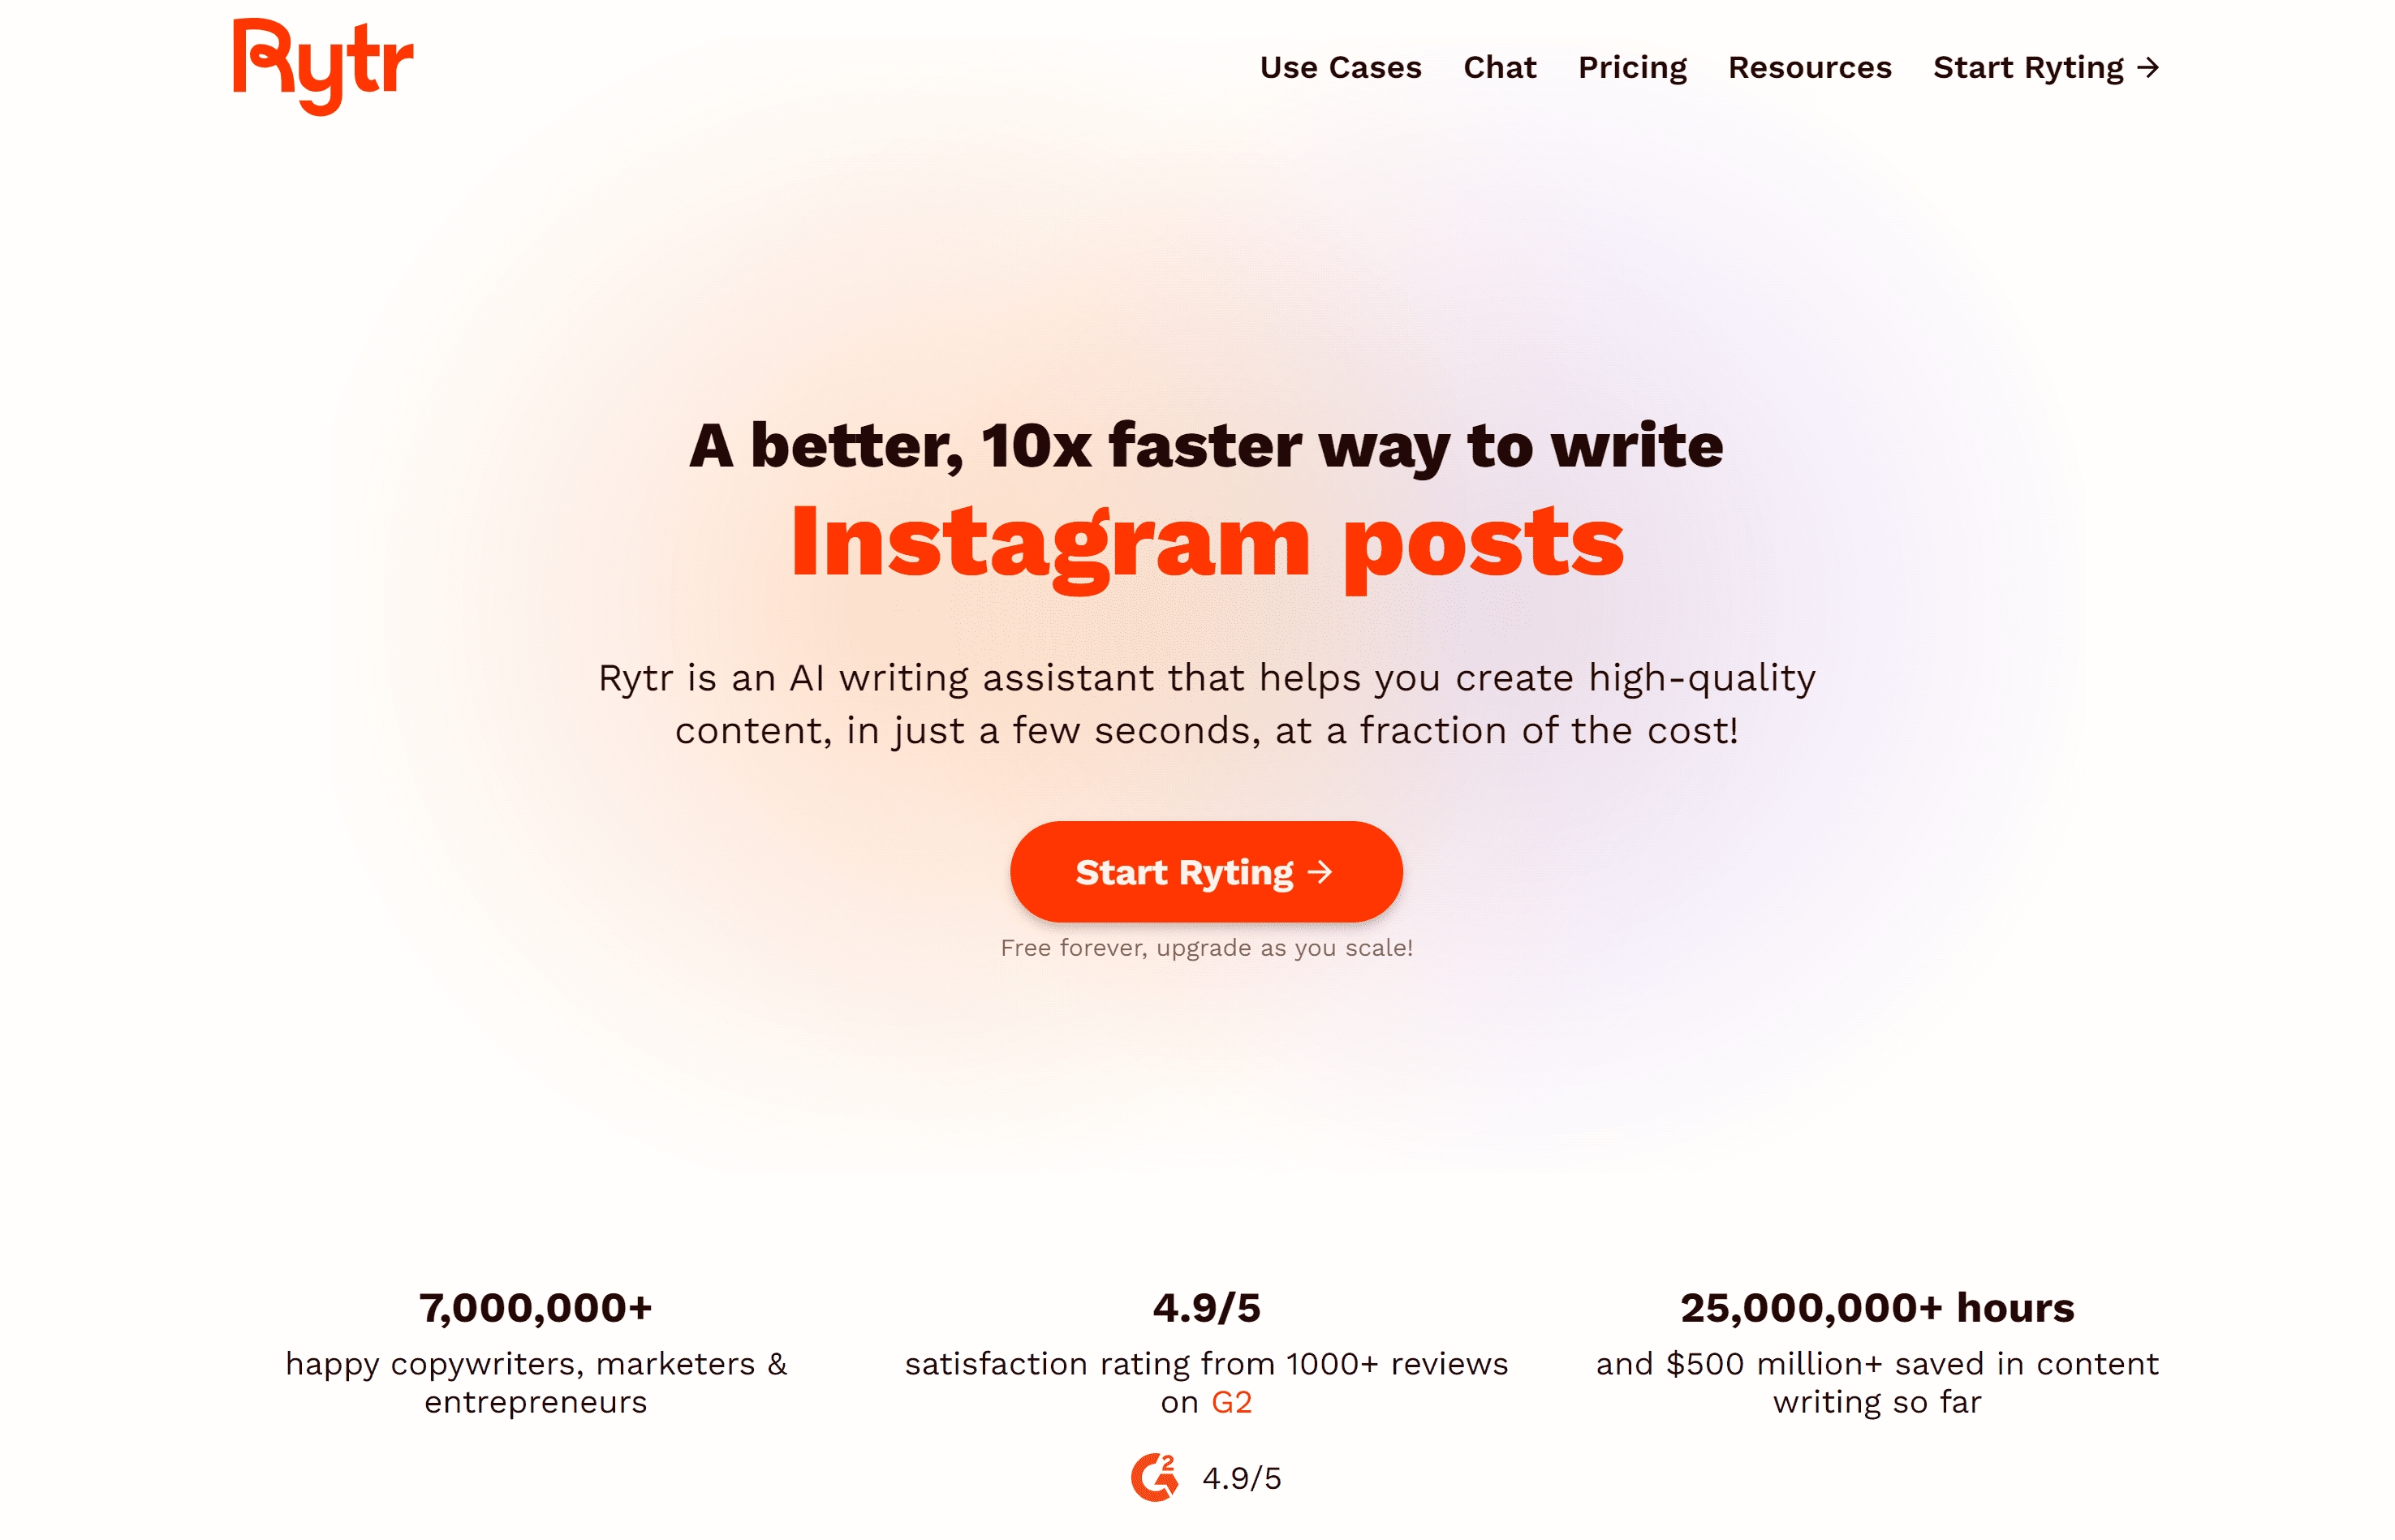 Rytr
Use Cases Chat Pricing Resources Start Ryting →
A better, 10x faster way to write
Instagram posts
Rytr is an AI writing assistant that helps you create high-quality
content, in just a few seconds, at a fraction of the cost!
Start Ryting →
Free forever, upgrade as you scale!
7,000,000+
happy copywriters, marketers &
entrepreneurs
4.9/5
satisfaction rating from 1000+ reviews
on G2
G2 4.9/5
25,000,000+ hours
and $500 million+ saved in content
writing so far